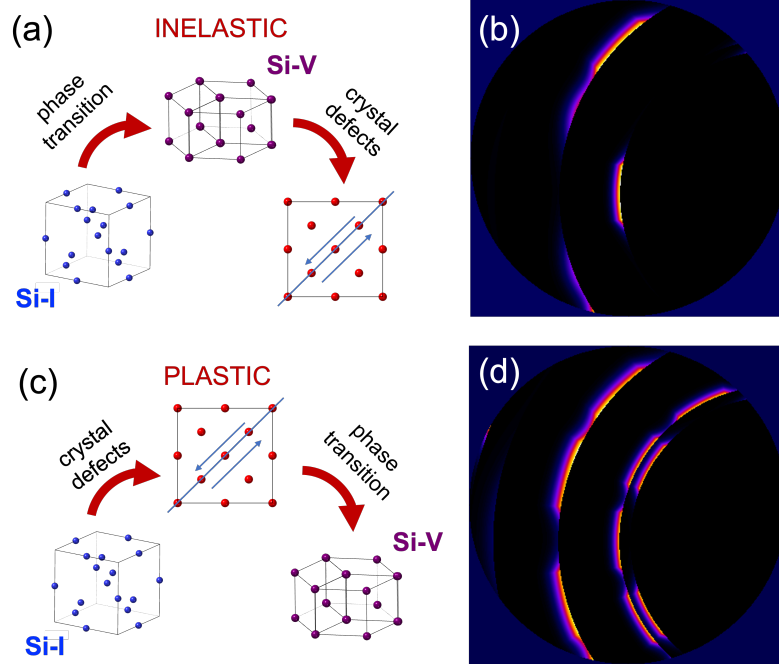 (a)
INELASTIC
Si-V
phase
transition
crystal
defects
Si-I
(b)
(c)
PLASTIC
crystal
defects
phase
transition
Si-V
Si-I
(d)